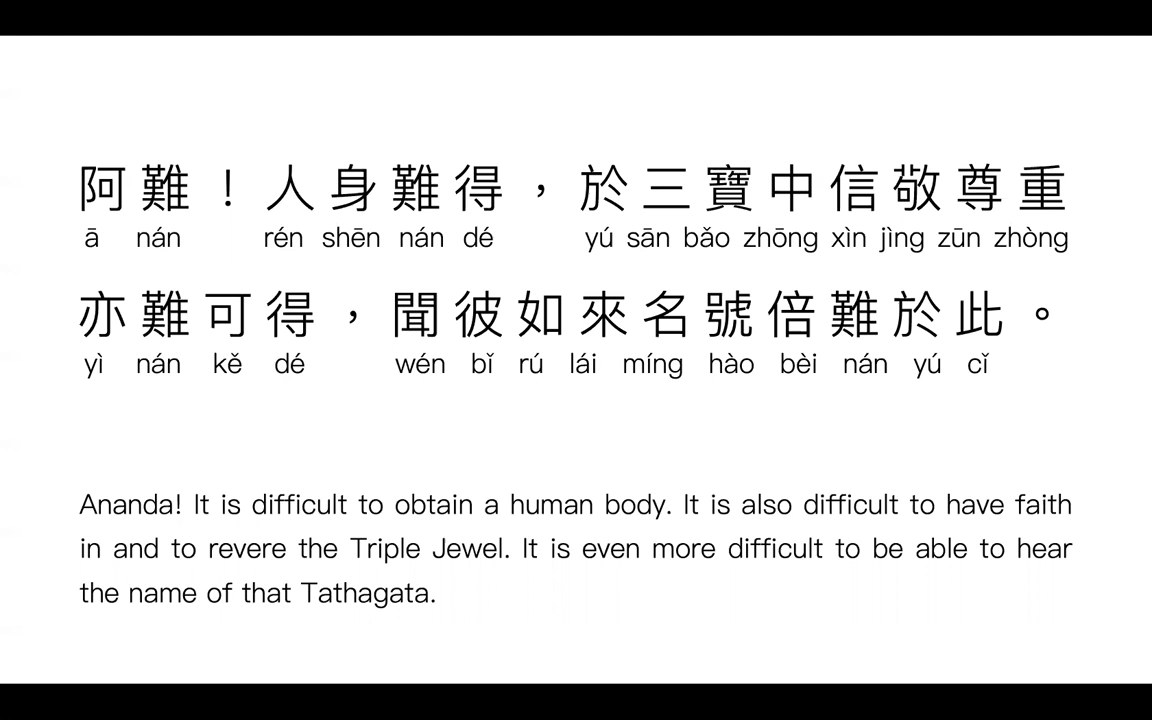 阿難！人身難得，於三寶中信敬尊重
ā nán rén shēn nán dé yú sān bǎo zhōng xìn jìng zūn zhòng
亦難可得，聞彼如來名號倍難於此。
yì nán kě dé wén bǐ rú lái míng hào bèi nán yú cǐ
Ananda! It is difficult to obtain a human body. It is also difficult to have faith
in and to revere the Triple Jewel. It is even more difficult to be able to hear
the name of that Tathagata.